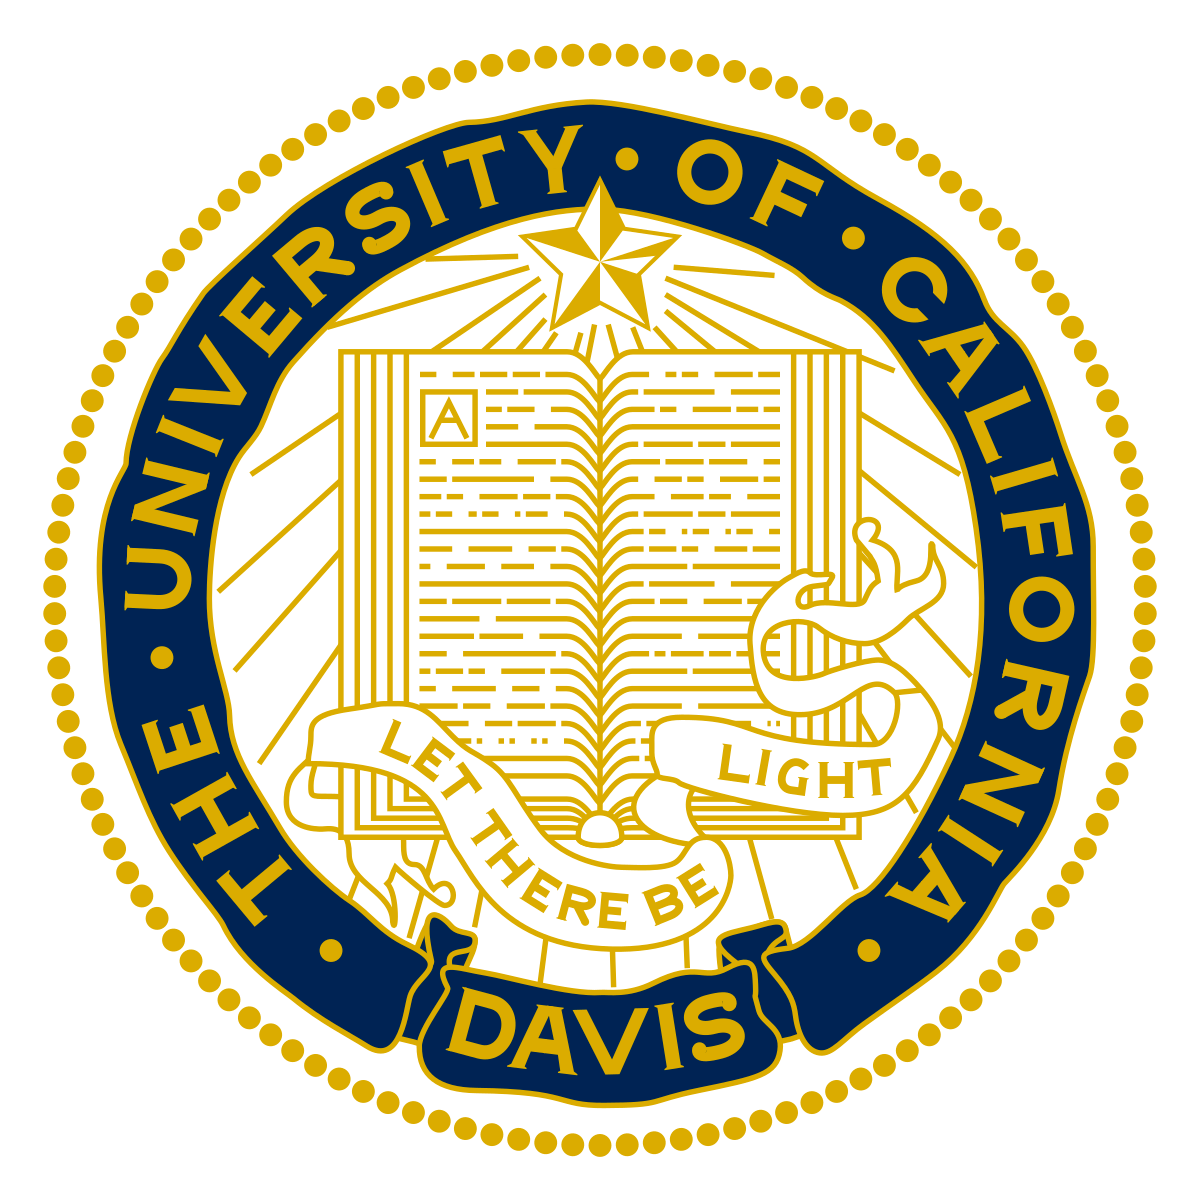 THE · UNIVERSITY · OF · CALIFORNIA
DAVIS
A
LET THERE BE
LIGHT